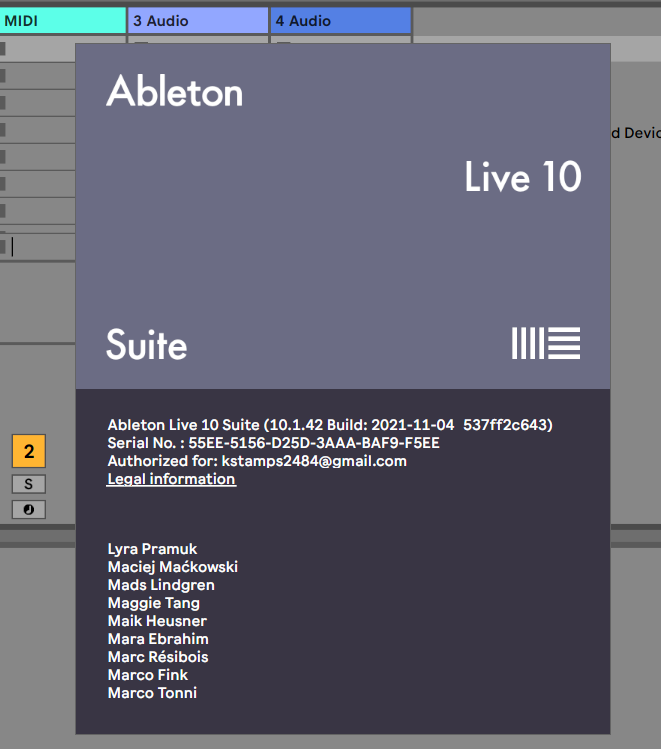 MIDI
3 Audio
4 Audio
Ableton
d Devic
Live 10
Suite
Ableton Live 10 Suite (10.1.42 Build: 2021-11-04 537ff2c643)
2
Serial No. : 55EE-5156-D25D-3AAA-BAF9-F5EE
Authorized for: kstamps2484@gmail.com
Legal information
S
Lyra Pramuk
Maciej Maćkowski
Mads Lindgren
Maggie Tang
Maik Heusner
Mara Ebrahim
Marc Résibois
Marco Fink
Marco Tonni